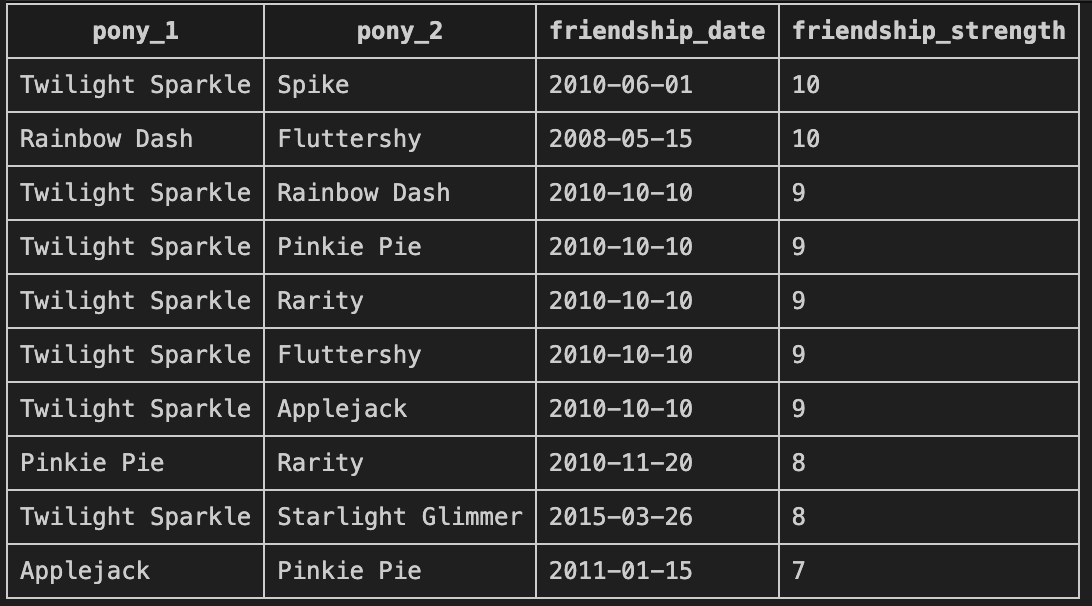 pony_1 pony_2 friendship_date friendship_strength
Twilight Sparkle Spike 2010-06-01 10
Rainbow Dash Fluttershy 2008-05-15 10
Twilight Sparkle Rainbow Dash 2010-10-10 9
Twilight Sparkle Pinkie Pie 2010-10-10 9
Twilight Sparkle Rarity 2010-10-10 9
Twilight Sparkle Fluttershy 2010-10-10 9
Twilight Sparkle Applejack 2010-10-10 9
Pinkie Pie Rarity 2010-11-20 8
Twilight Sparkle Starlight Glimmer 2015-03-26 8
Applejack Pinkie Pie 2011-01-15 7